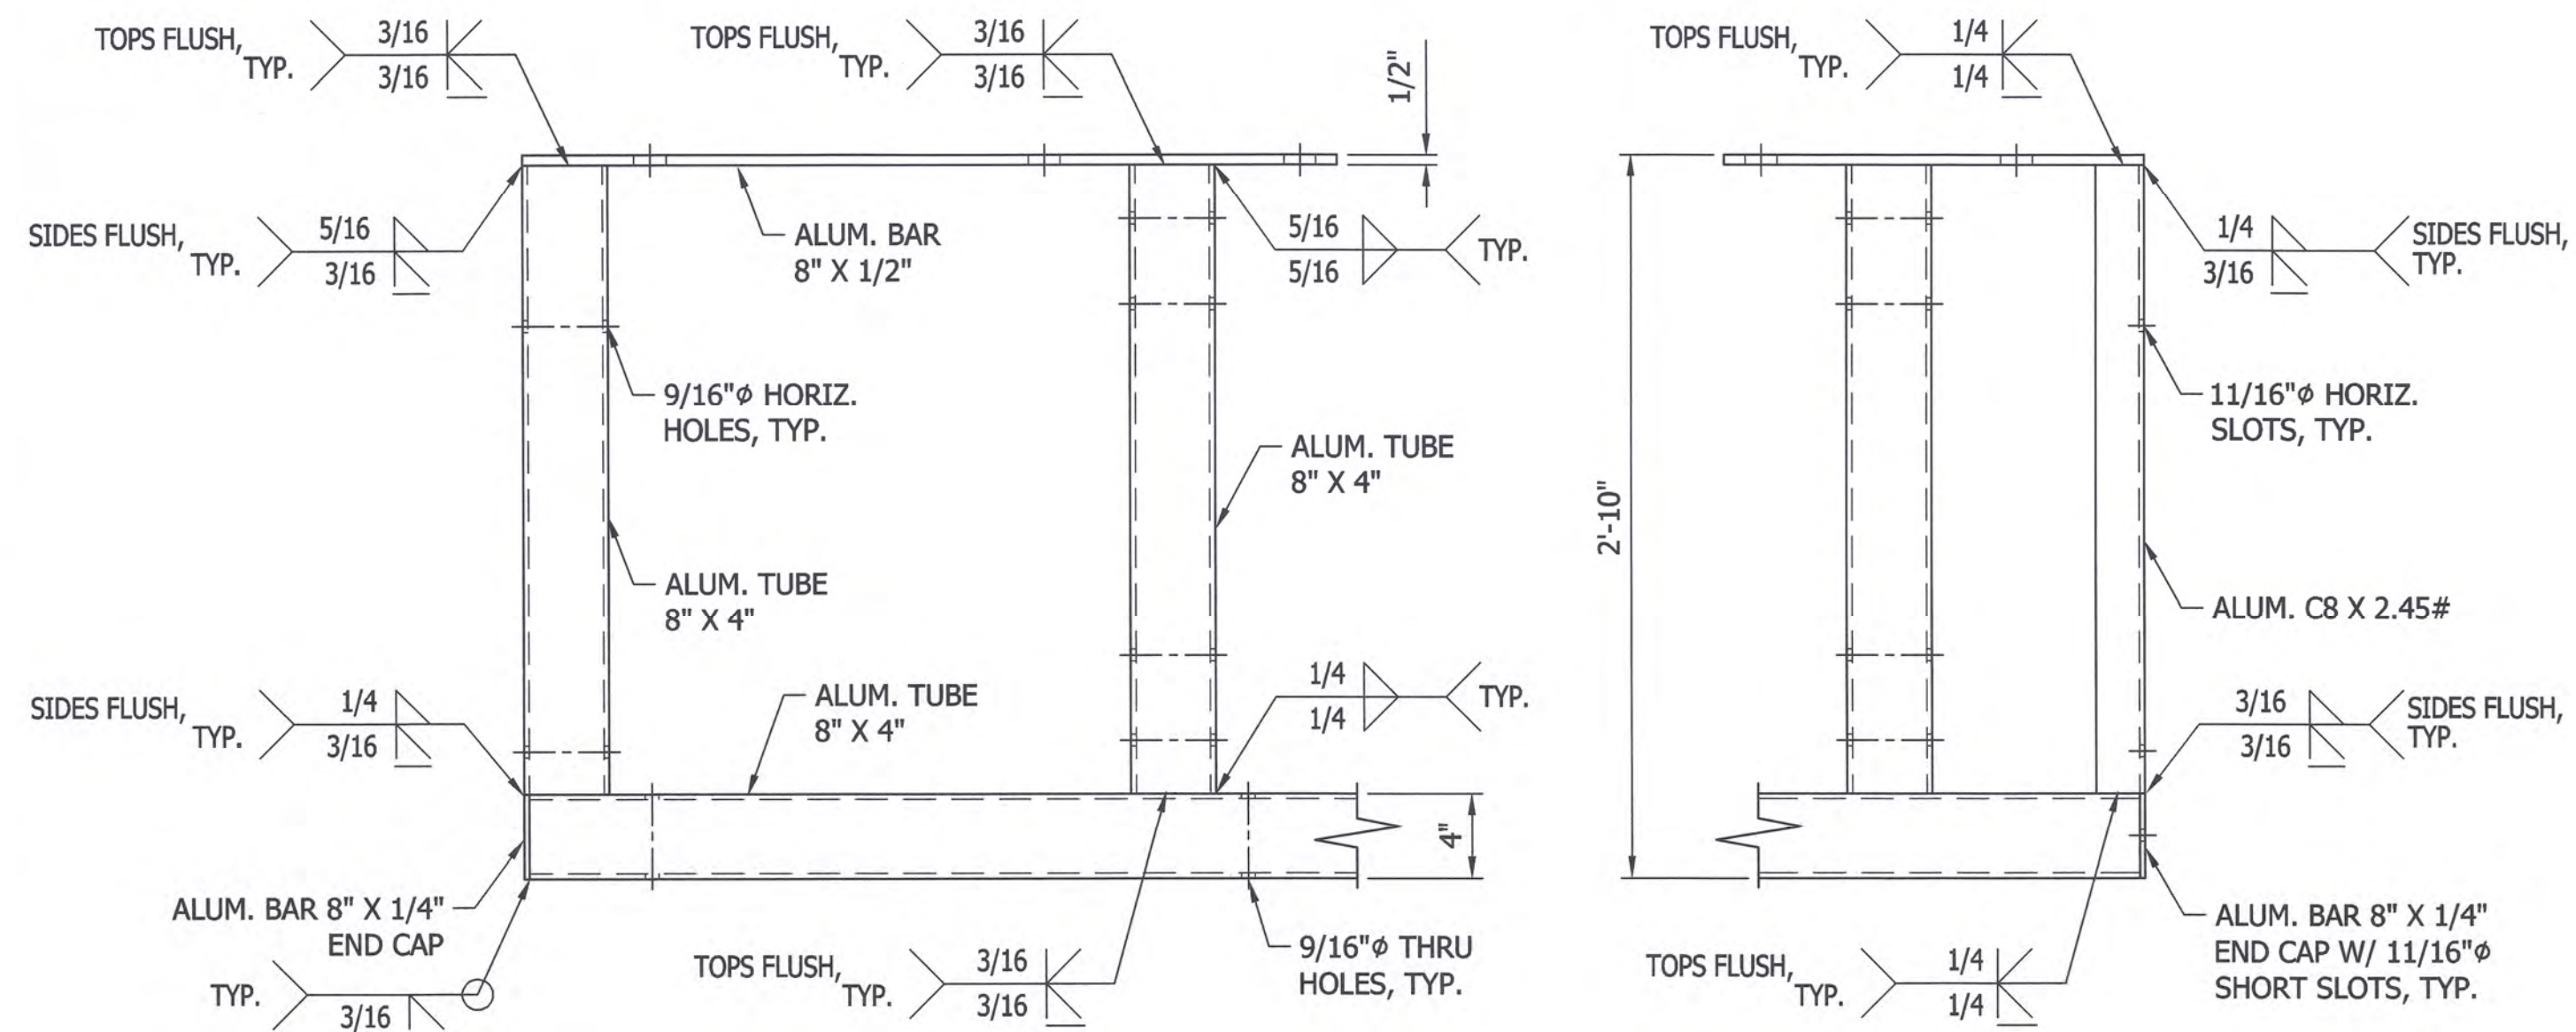 TOPS FLUSH,
TYP.
3/16
3/16
TOPS FLUSH,
TYP.
3/16
3/16
1/2"
TOPS FLUSH,
TYP.
1/4
1/4
SIDES FLUSH,
TYP.
5/16
3/16
ALUM. BAR
8" X 1/2"
5/16
5/16
TYP.
1/4
3/16
SIDES FLUSH,
TYP.
9/16"φ HORIZ.
HOLES, TYP.
ALUM. TUBE
8" X 4"
2'-10"
11/16"φ HORIZ.
SLOTS, TYP.
ALUM. TUBE
8" X 4"
ALUM. C8 X 2.45#
SIDES FLUSH,
TYP.
1/4
3/16
ALUM. TUBE
8" X 4"
1/4
1/4
TYP.
3/16
3/16
SIDES FLUSH,
TYP.
4"
ALUM. BAR 8" X 1/4"
END CAP
TYP.
3/16
TOPS FLUSH,
TYP.
3/16
3/16
9/16"φ THRU
HOLES, TYP.
TOPS FLUSH,
TYP.
1/4
1/4
ALUM. BAR 8" X 1/4"
END CAP W/ 11/16"φ
SHORT SLOTS, TYP.